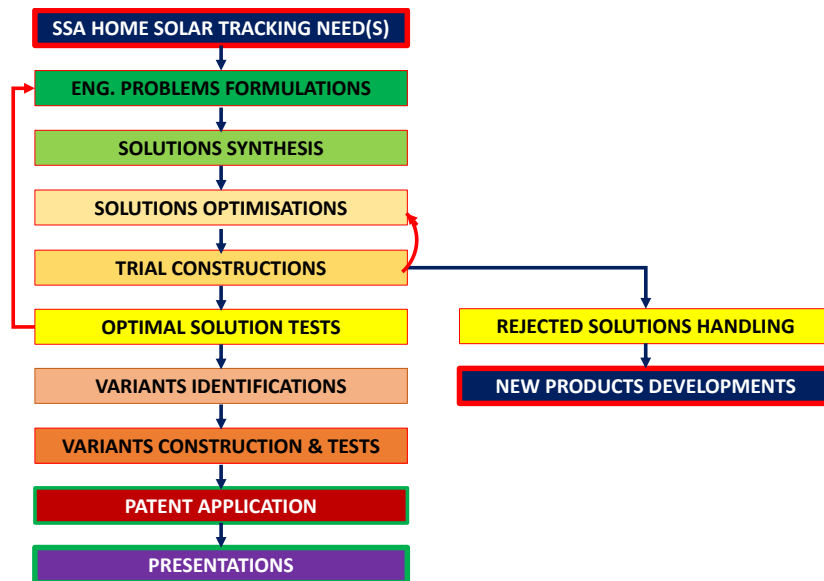 SSA HOME SOLAR TRACKING NEED(S)
ENG. PROBLEMS FORMULATIONS
SOLUTIONS SYNTHESIS
SOLUTIONS OPTIMISATIONS
TRIAL CONSTRUCTIONS
OPTIMAL SOLUTION TESTS
REJECTED SOLUTIONS HANDLING
VARIANTS IDENTIFICATIONS
NEW PRODUCTS DEVELOPMENTS
VARIANTS CONSTRUCTION & TESTS
PATENT APPLICATION
PRESENTATIONS